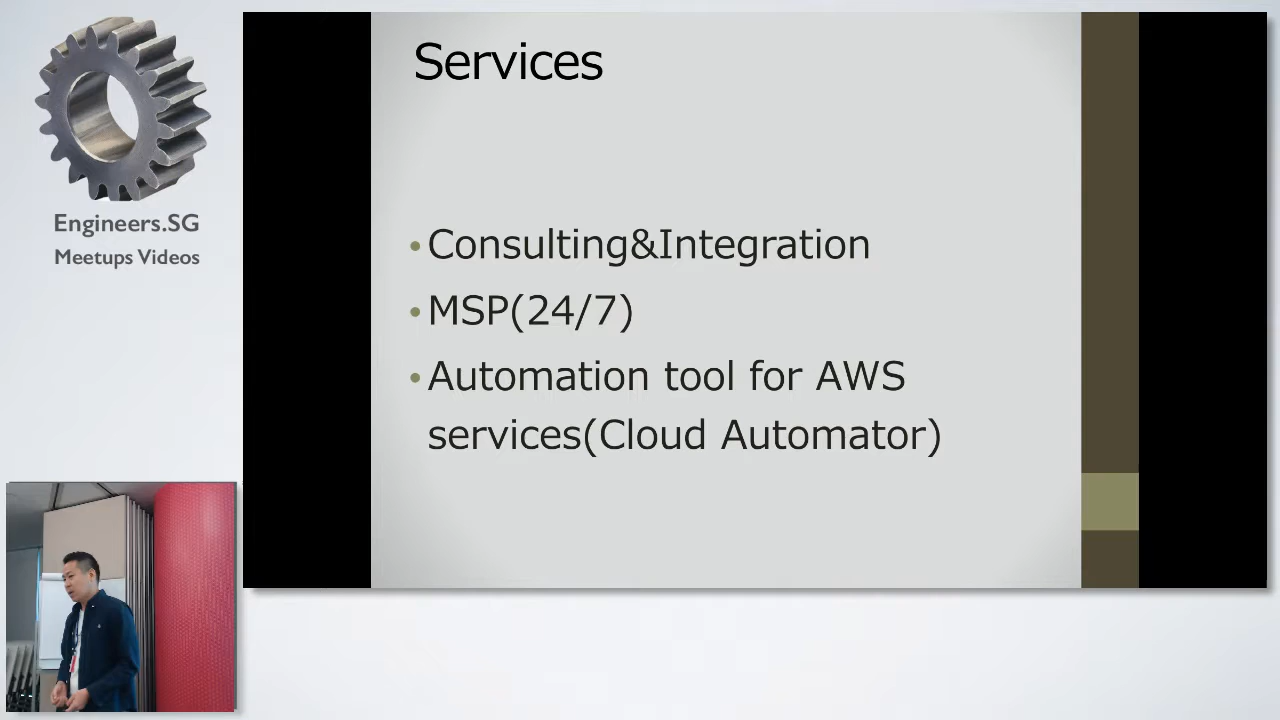 Services
Engineers.SG
Meetups Videos
•Consulting&Integration
•MSP(24/7)
•Automation tool for AWS
services(Cloud Automator)